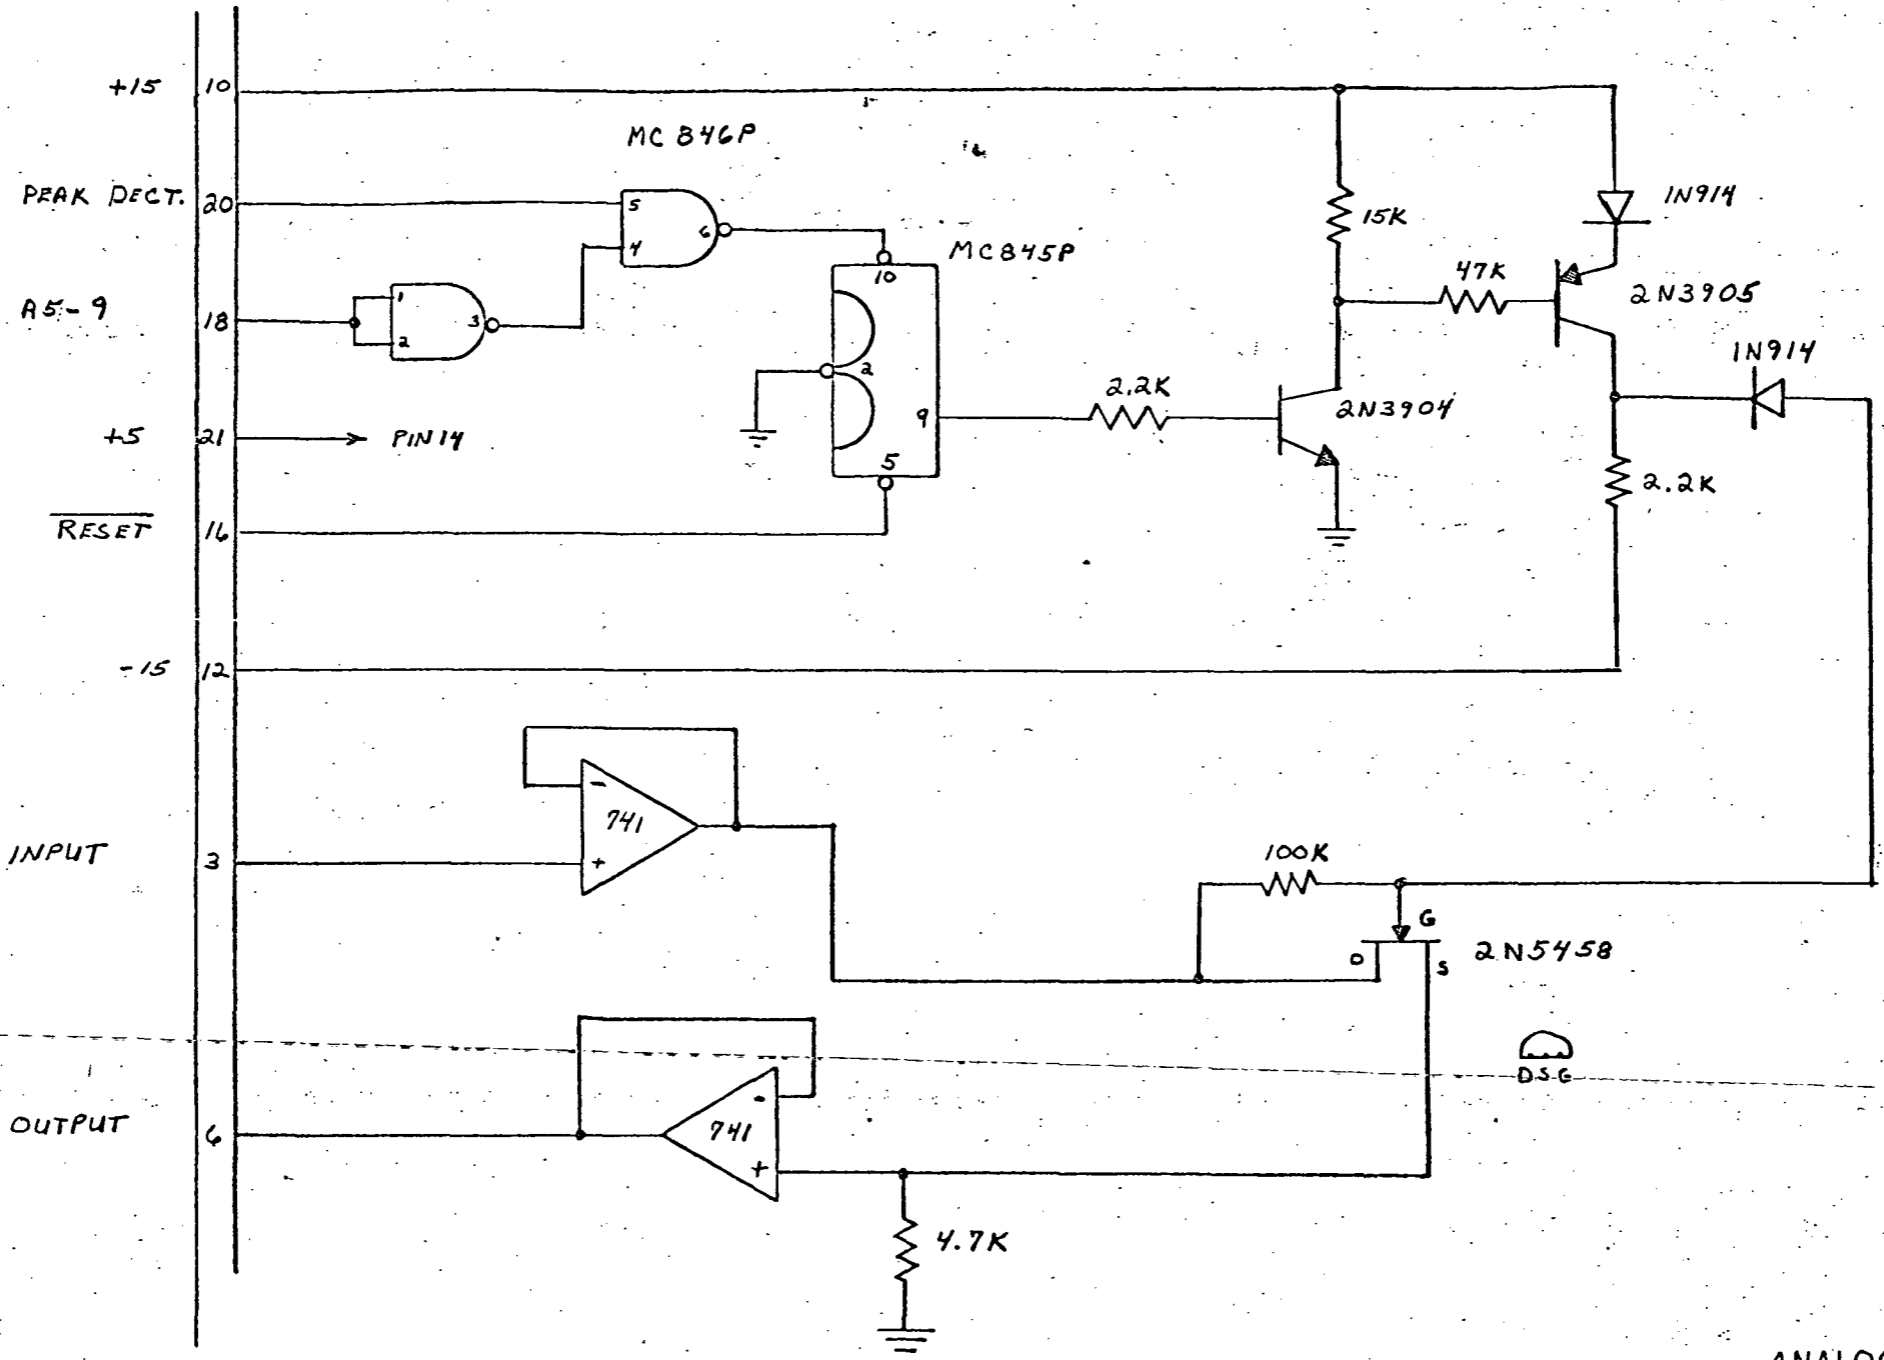 +15 10
MC 846P
PEAK DECT. 20
5
4
6
1N914
15K
MC845P
10
47K
2N3905
A5-9 18
1
2
3
2
1N914
2.2K
9
2N3904
+5 21 PIN 14
5
2.2K
RESET 16
-15 12
-
741
+
INPUT 3
100K
G
D
S
2N5458
D S G
OUTPUT 6
-
741
+
4.7K